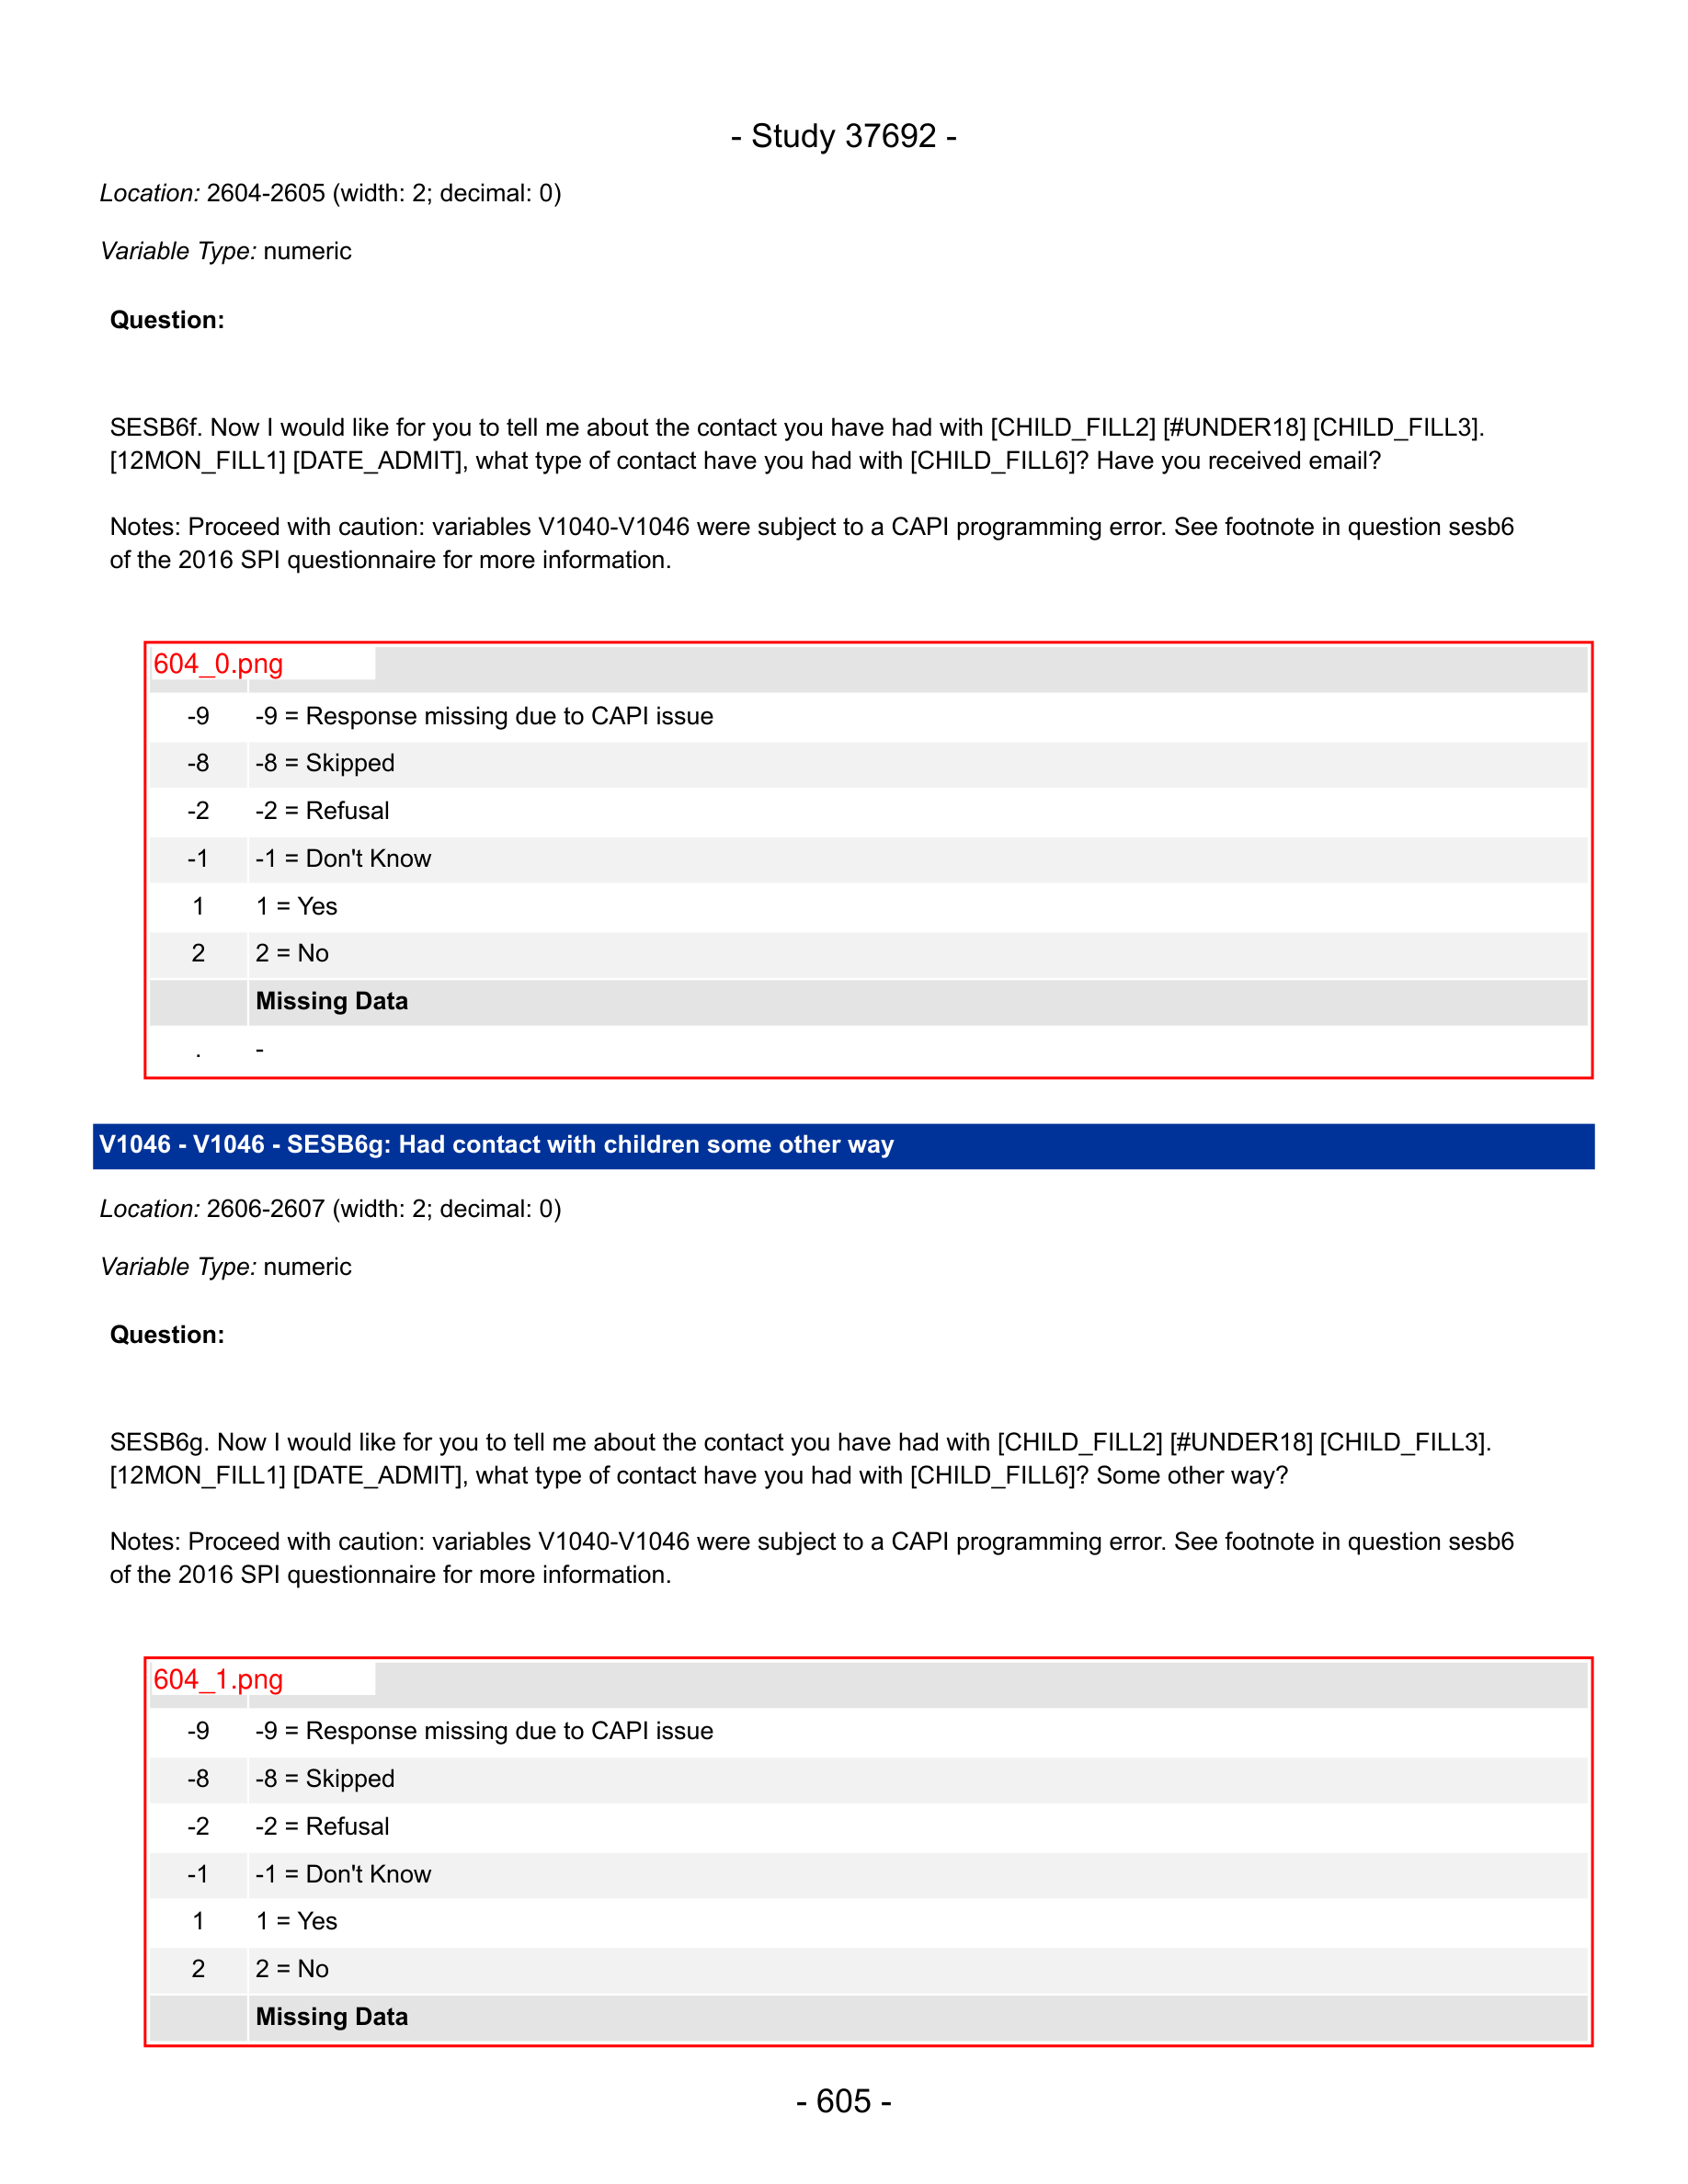 - Study 37692 -
Location: 2604-2605 (width: 2; decimal: 0)
Variable Type: numeric
Question:
SESB6f. Now I would like for you to tell me about the contact you have had with [CHILD_FILL2] [#UNDER18] [CHILD_FILL3].
[12MON_FILL1] [DATE_ADMIT], what type of contact have you had with [CHILD_FILL6]? Have you received email?
Notes: Proceed with caution: variables V1040-V1046 were subject to a CAPI programming error. See footnote in question sesb6
of the 2016 SPI questionnaire for more information.
604_0.png
-9 -9 = Response missing due to CAPI issue
-8 -8 = Skipped
-2 -2 = Refusal
-1 -1 = Don't Know
1 1 = Yes
2 2 = No
Missing Data
. -
V1046 - V1046 - SESB6g: Had contact with children some other way
Location: 2606-2607 (width: 2; decimal: 0)
Variable Type: numeric
Question:
SESB6g. Now I would like for you to tell me about the contact you have had with [CHILD_FILL2] [#UNDER18] [CHILD_FILL3].
[12MON_FILL1] [DATE_ADMIT], what type of contact have you had with [CHILD_FILL6]? Some other way?
Notes: Proceed with caution: variables V1040-V1046 were subject to a CAPI programming error. See footnote in question sesb6
of the 2016 SPI questionnaire for more information.
604_1.png
-9 -9 = Response missing due to CAPI issue
-8 -8 = Skipped
-2 -2 = Refusal
-1 -1 = Don't Know
1 1 = Yes
2 2 = No
Missing Data
- 605 -